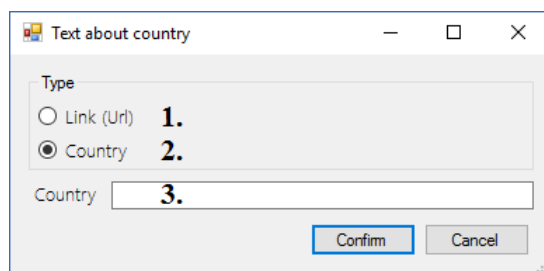 Text about country
Type
Link (Url) 1.
Country 2.
Country 3.
Confirm Cancel